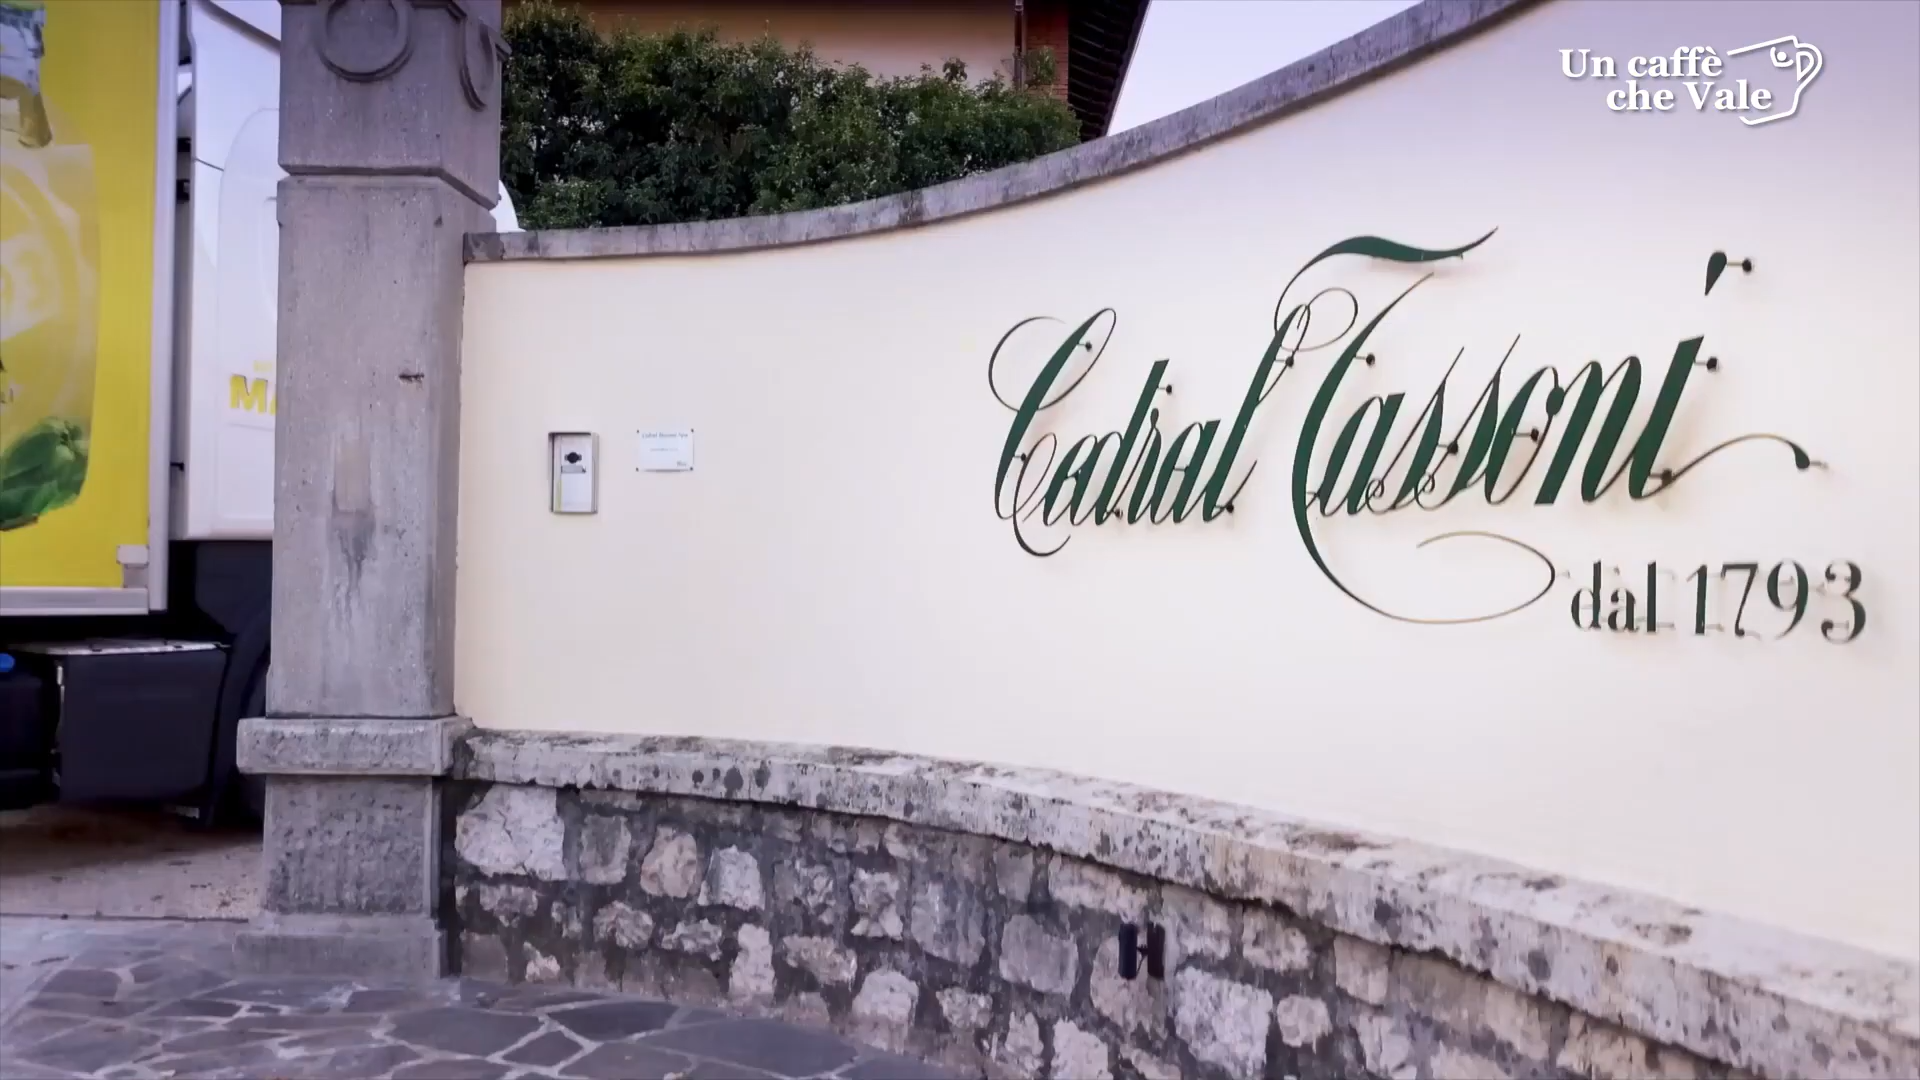 Un caffè
che Vale
Cedral Tassoni
dal 1793